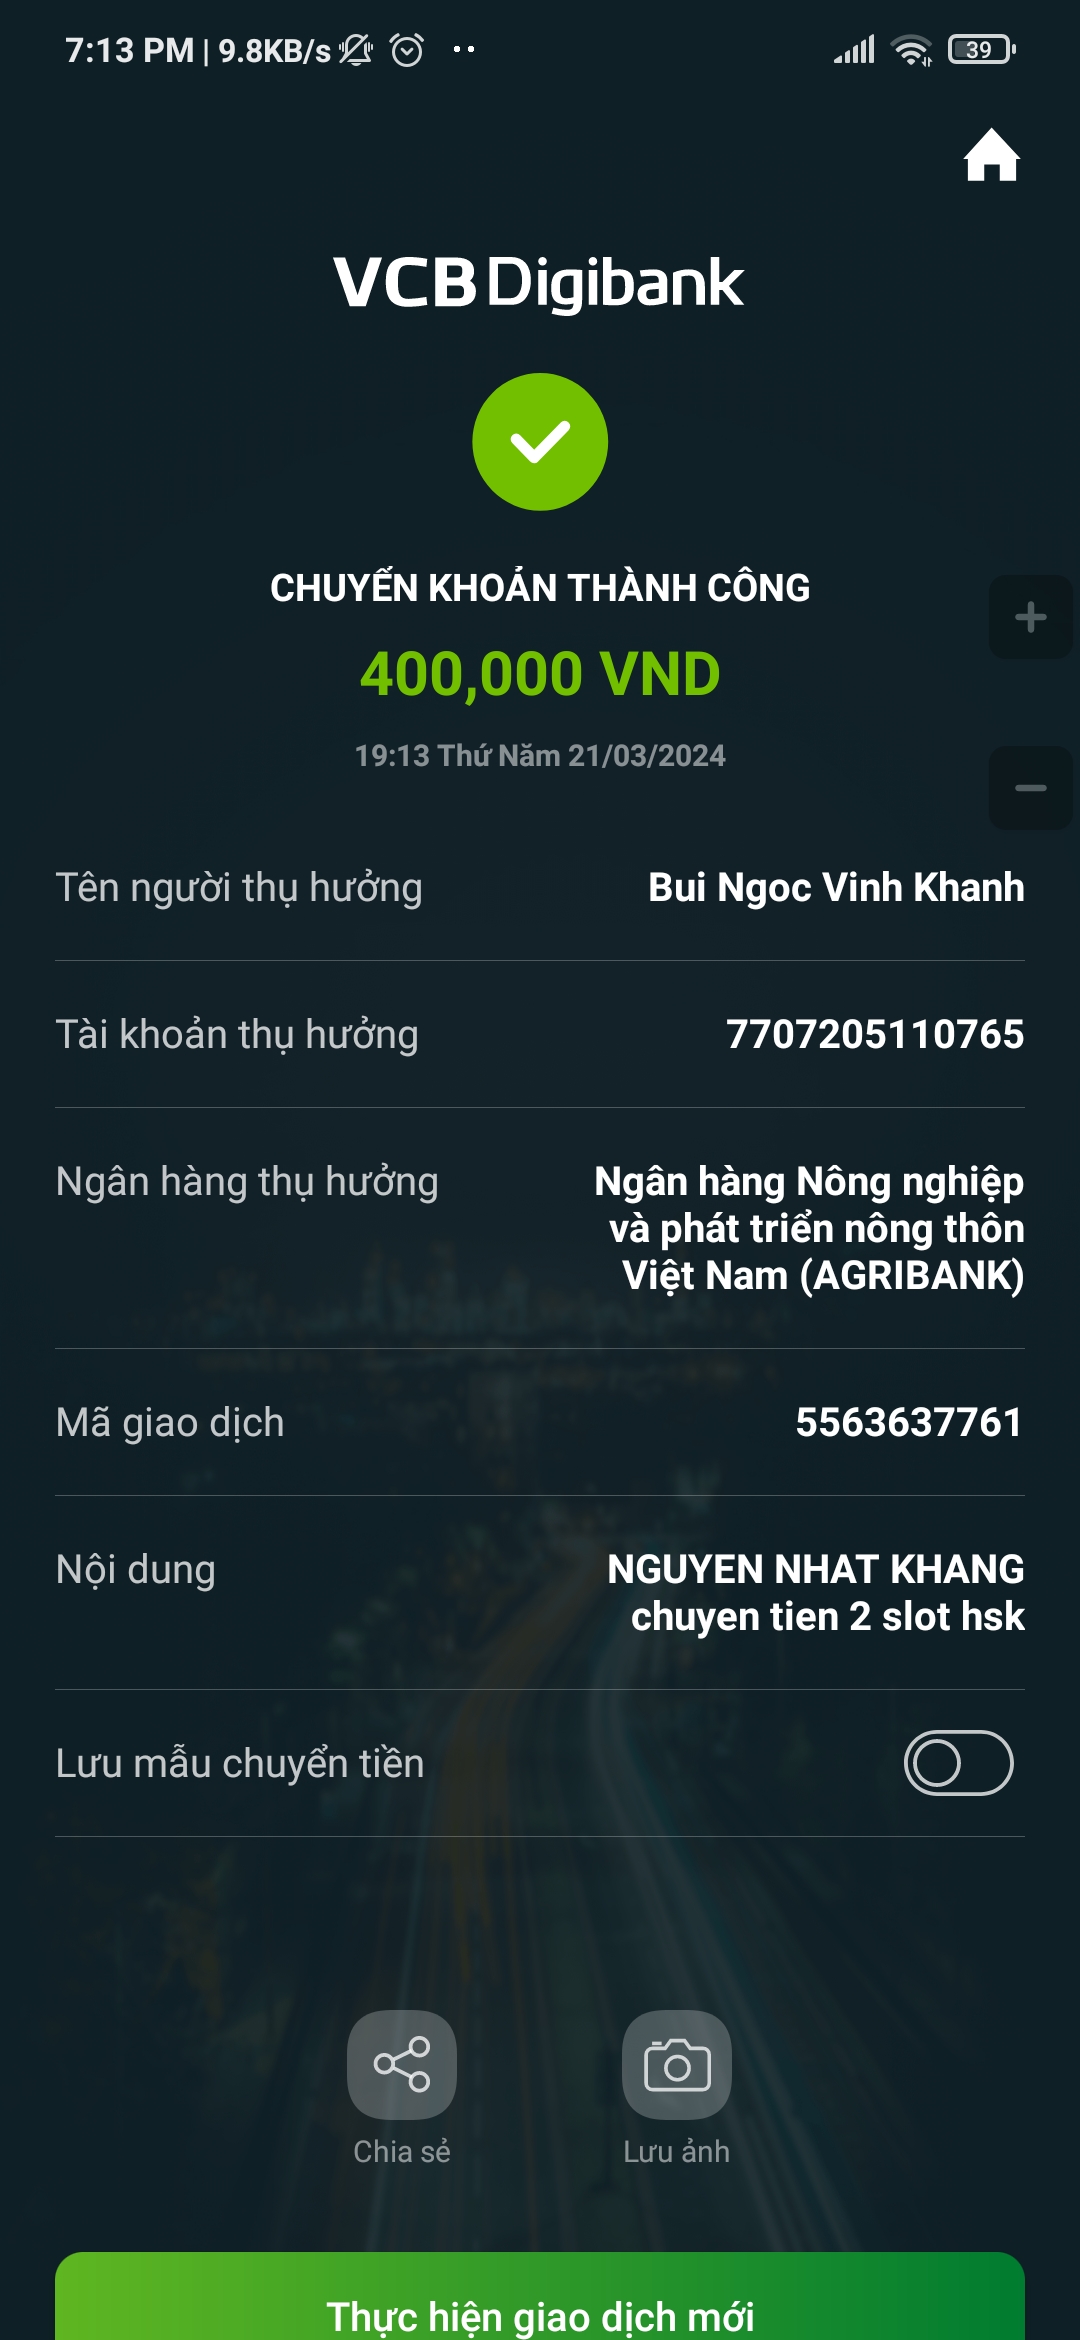 7:13 PM | 9.8KB/s
39
VCB Digibank
CHUYỂN KHOẢN THÀNH CÔNG
400,000 VND
19:13 Thứ Năm 21/03/2024
Tên người thụ hưởng Bui Ngoc Vinh Khanh
Tài khoản thụ hưởng 7707205110765
Ngân hàng thụ hưởng Ngân hàng Nông nghiệp
và phát triển nông thôn
Việt Nam (AGRIBANK)
Mã giao dịch 5563637761
Nội dung NGUYEN NHAT KHANG
chuyen tien 2 slot hsk
Lưu mẫu chuyển tiền
Chia sẻ Lưu ảnh
Thực hiện giao dịch mới